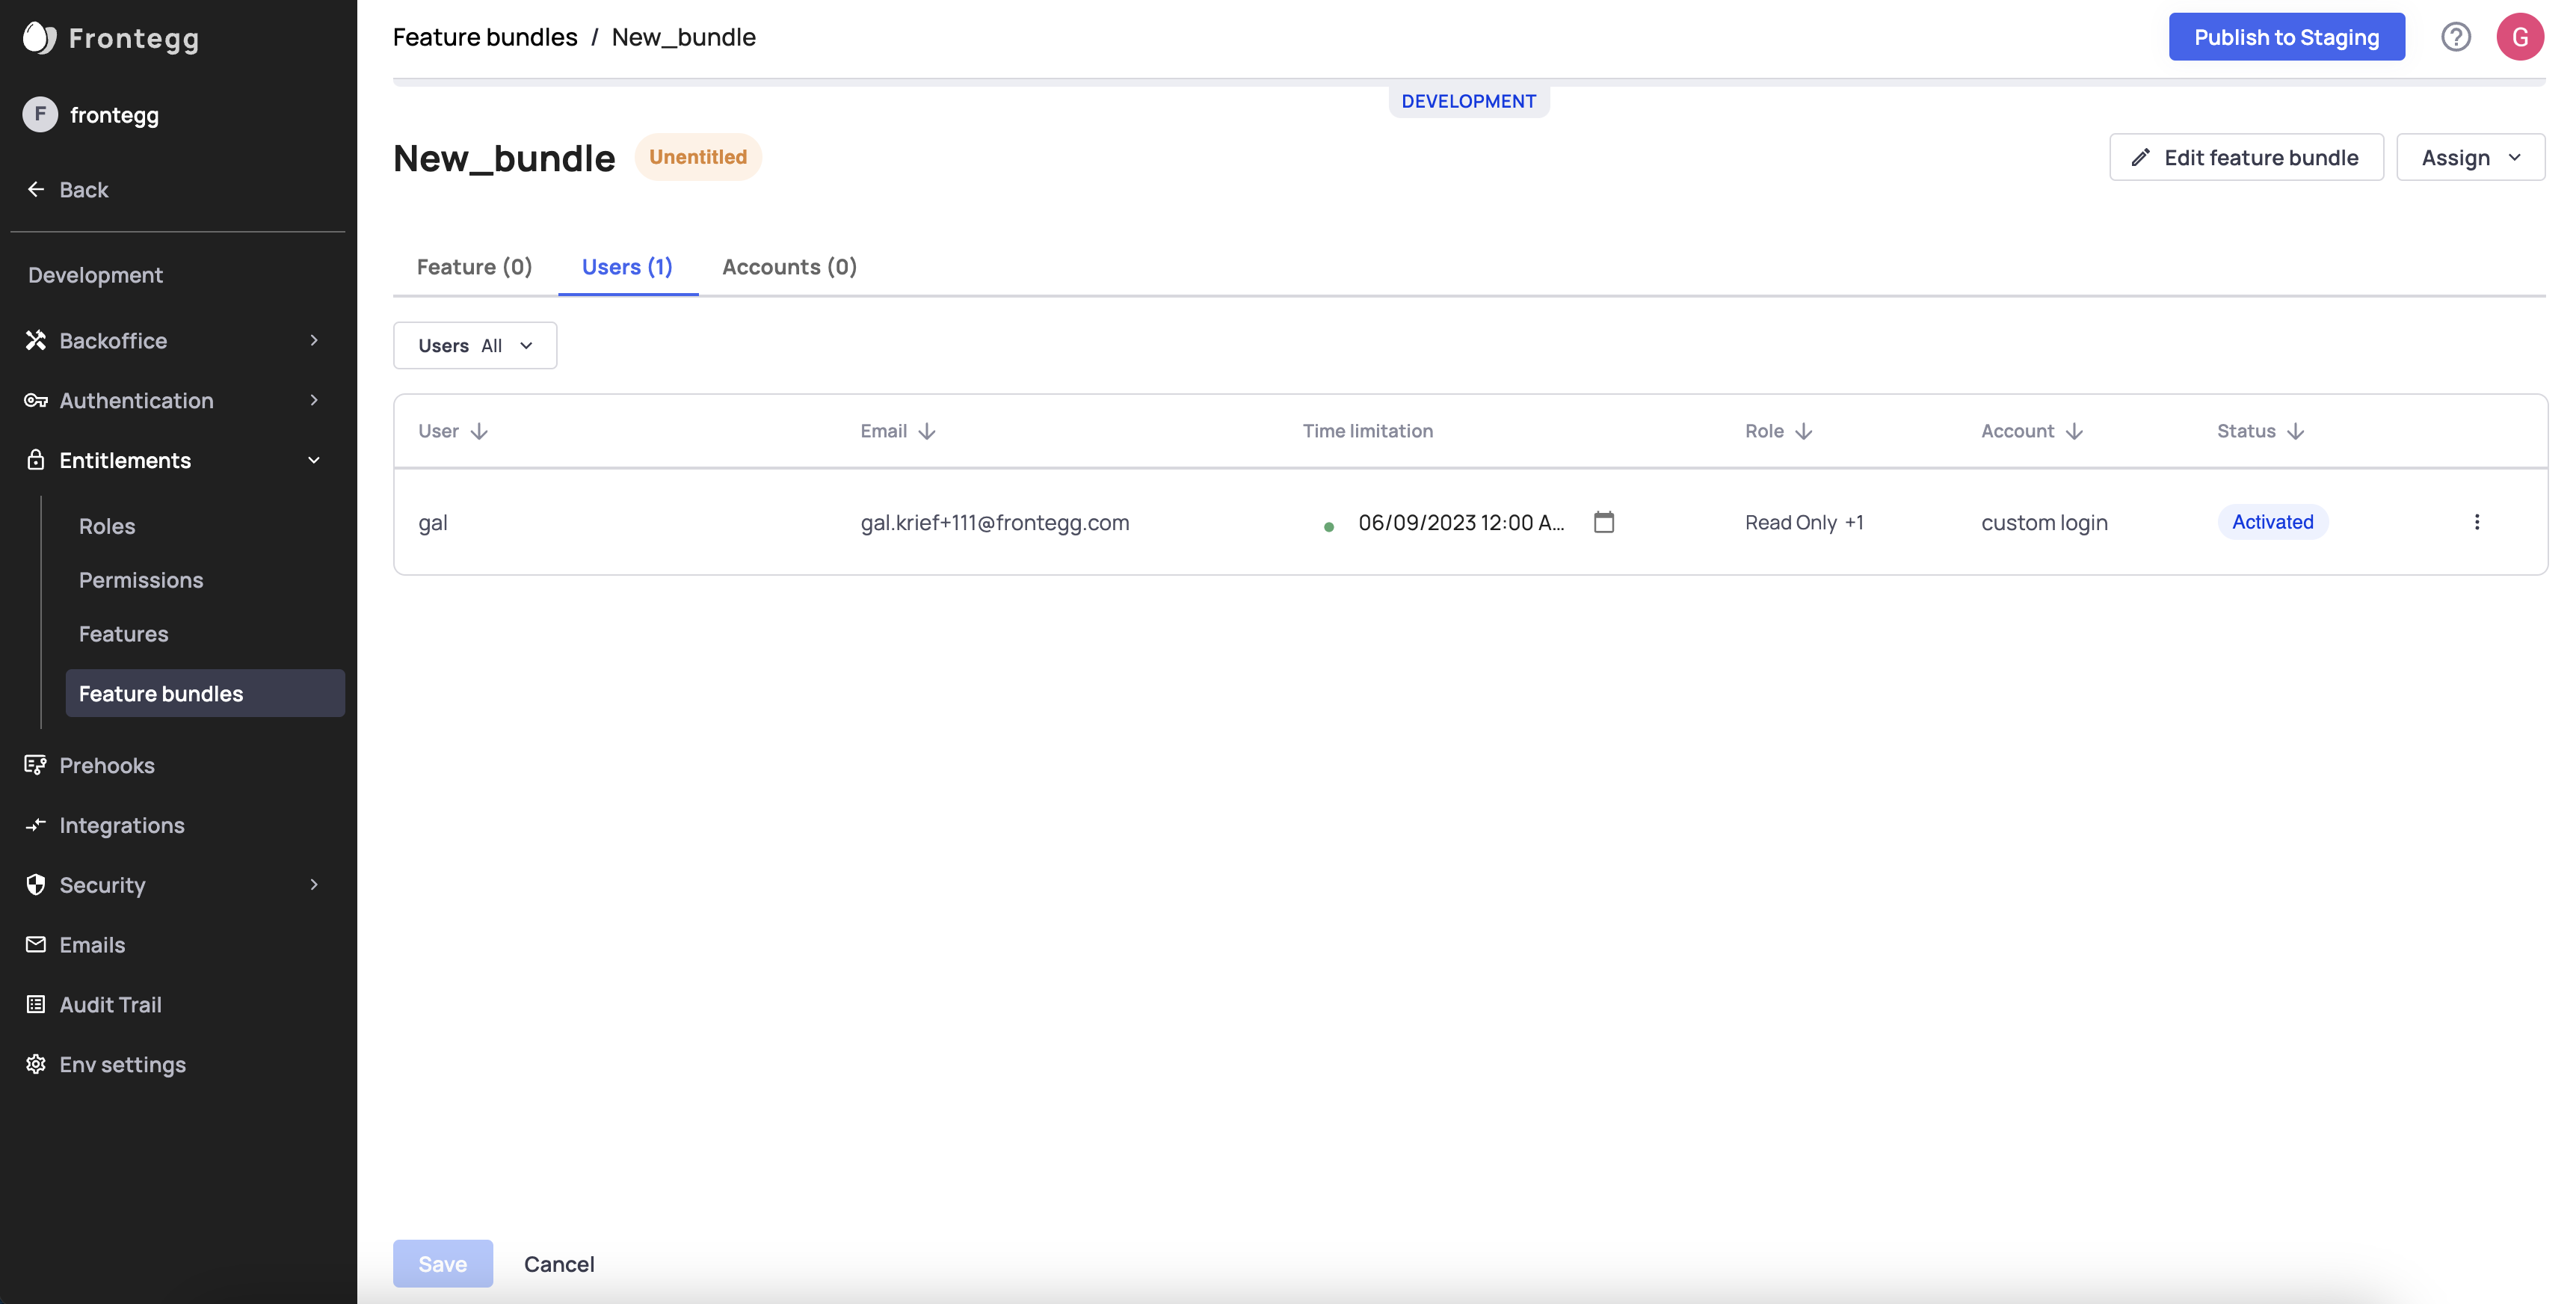 Frontegg
F frontegg
Back
Development
Backoffice
Authentication
Entitlements
Roles
Permissions
Features
Feature bundles
Prehooks
Integrations
Security
Emails
Audit Trail
Env settings
Feature bundles / New_bundle
Publish to Staging
G
DEVELOPMENT
New_bundle Unentitled
Edit feature bundle
Assign
Feature (0) Users (1) Accounts (0)
Users All
User Email Time limitation Role Account Status
gal gal.krief+111@frontegg.com 06/09/2023 12:00 A... Read Only +1 custom login Activated
Save Cancel